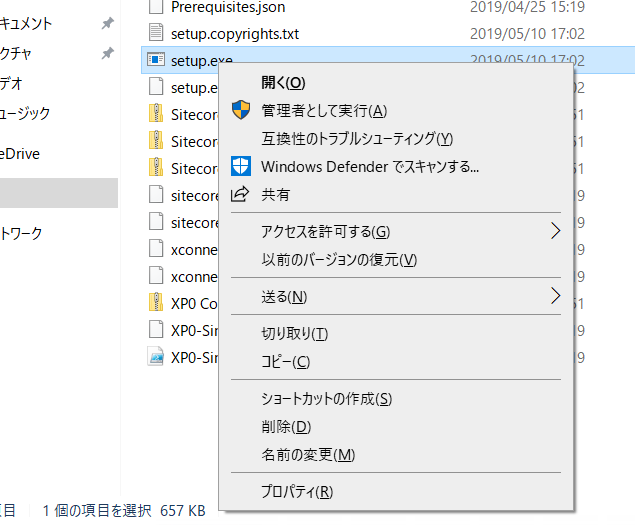 Prerequisites.json 2019/04/25 15:19
キュメント
setup.copyrights.txt 2019/05/10 17:02
クチャ
setup.exe 2019/05/10 17:02
デオ
setup.e
開く(O)
管理者として実行(A)
ュージック
Sitecor
互換性のトラブルシューティング(Y)
51
eDrive
Sitecor
Windows Defender でスキャンする...
51
Sitecor
共有
51
sitecore
9
sitecore
アクセスを許可する(G)
9
トワーク
xconne
以前のバージョンの復元(V)
9
xconne
9
XP0 Co
送る(N)
51
XP0-Sin
切り取り(T)
9
XP0-Sin
コピー(C)
9
ショートカットの作成(S)
削除(D)
名前の変更(M)
プロパティ(R)
項目 1 個の項目を選択 657 KB